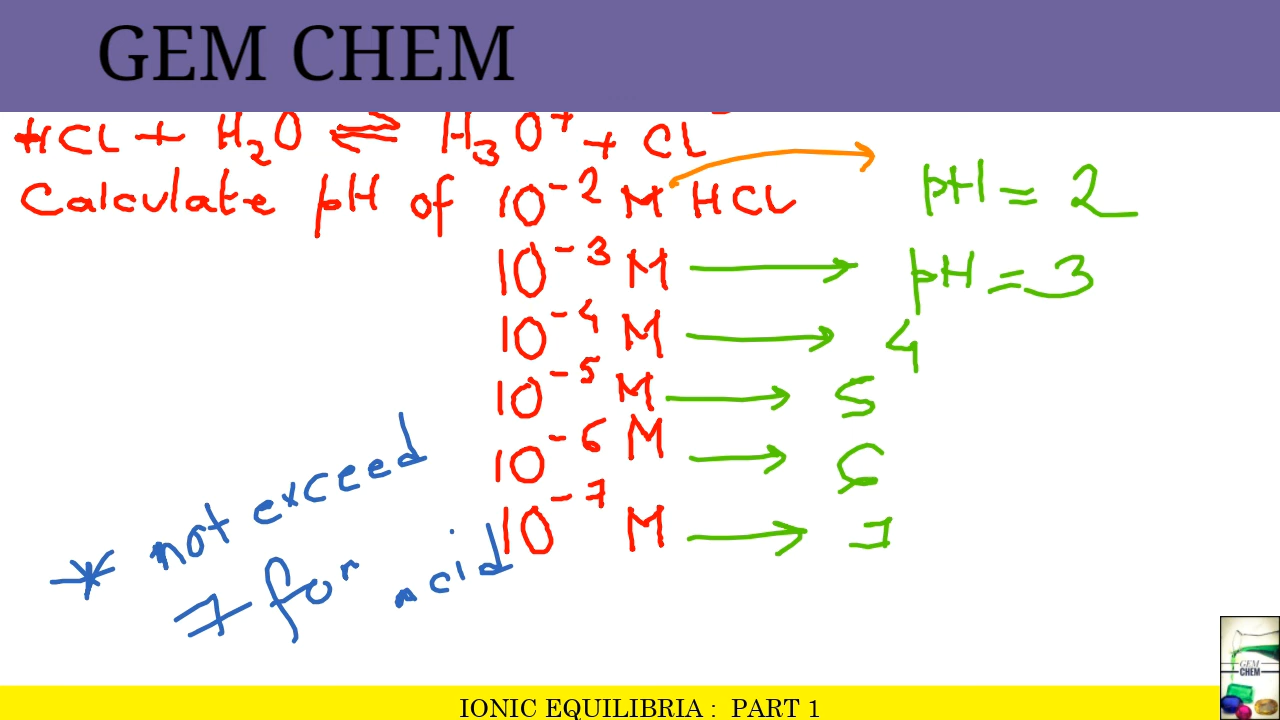 GEM CHEM
HCL + H₂O ⇌ H₃O⁺ + CL⁻
Calculate pH of 10⁻² M HCL → pH = 2
10⁻³ M → pH = 3
10⁻⁴ M → 4
10⁻⁵ M → 5
10⁻⁶ M → 6
10⁻⁷ M → 7
* not exceed
7 for acid
GEM
CHEM
IONIC EQUILIBRIA : PART 1